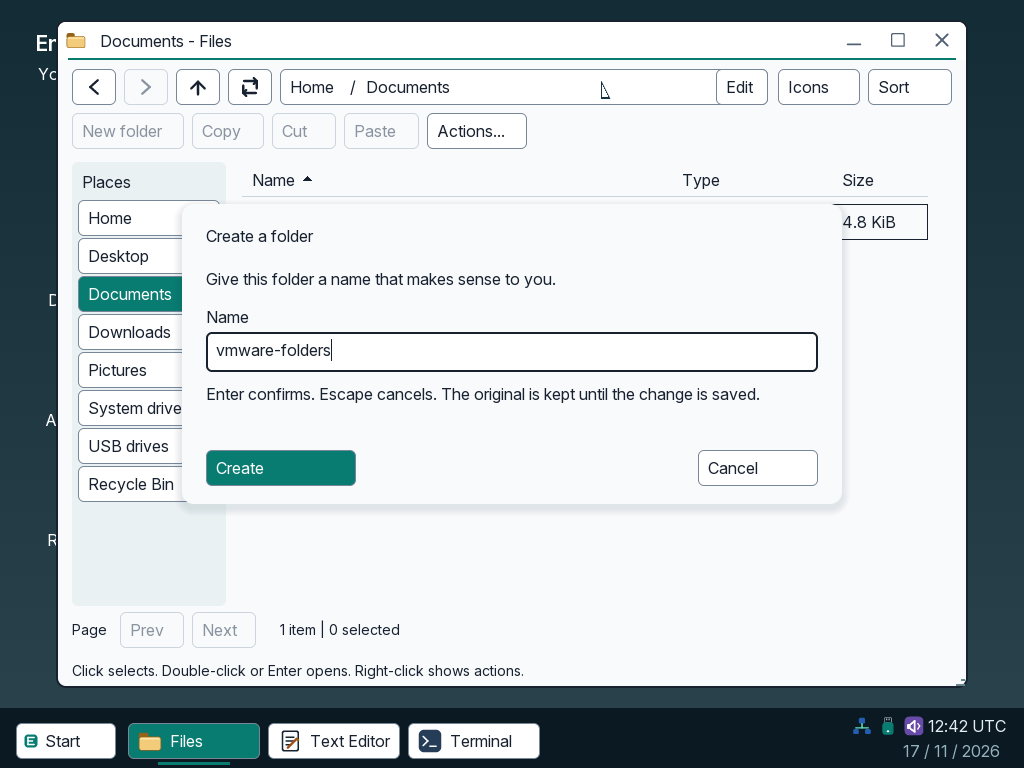 En
Yo
Documents - Files
Home / Documents
Edit
Icons
Sort
New folder
Copy
Cut
Paste
Actions...
Places
Name
Type
Size
Home
Desktop
Documents
Downloads
Pictures
System drive
USB drives
Recycle Bin
4.8 KiB
Create a folder
Give this folder a name that makes sense to you.
Name
vmware-folders
Enter confirms. Escape cancels. The original is kept until the change is saved.
Create
Cancel
D
A
R
Page
Prev
Next
1 item | 0 selected
Click selects. Double-click or Enter opens. Right-click shows actions.
Start
Files
Text Editor
Terminal
12:42 UTC
17 / 11 / 2026